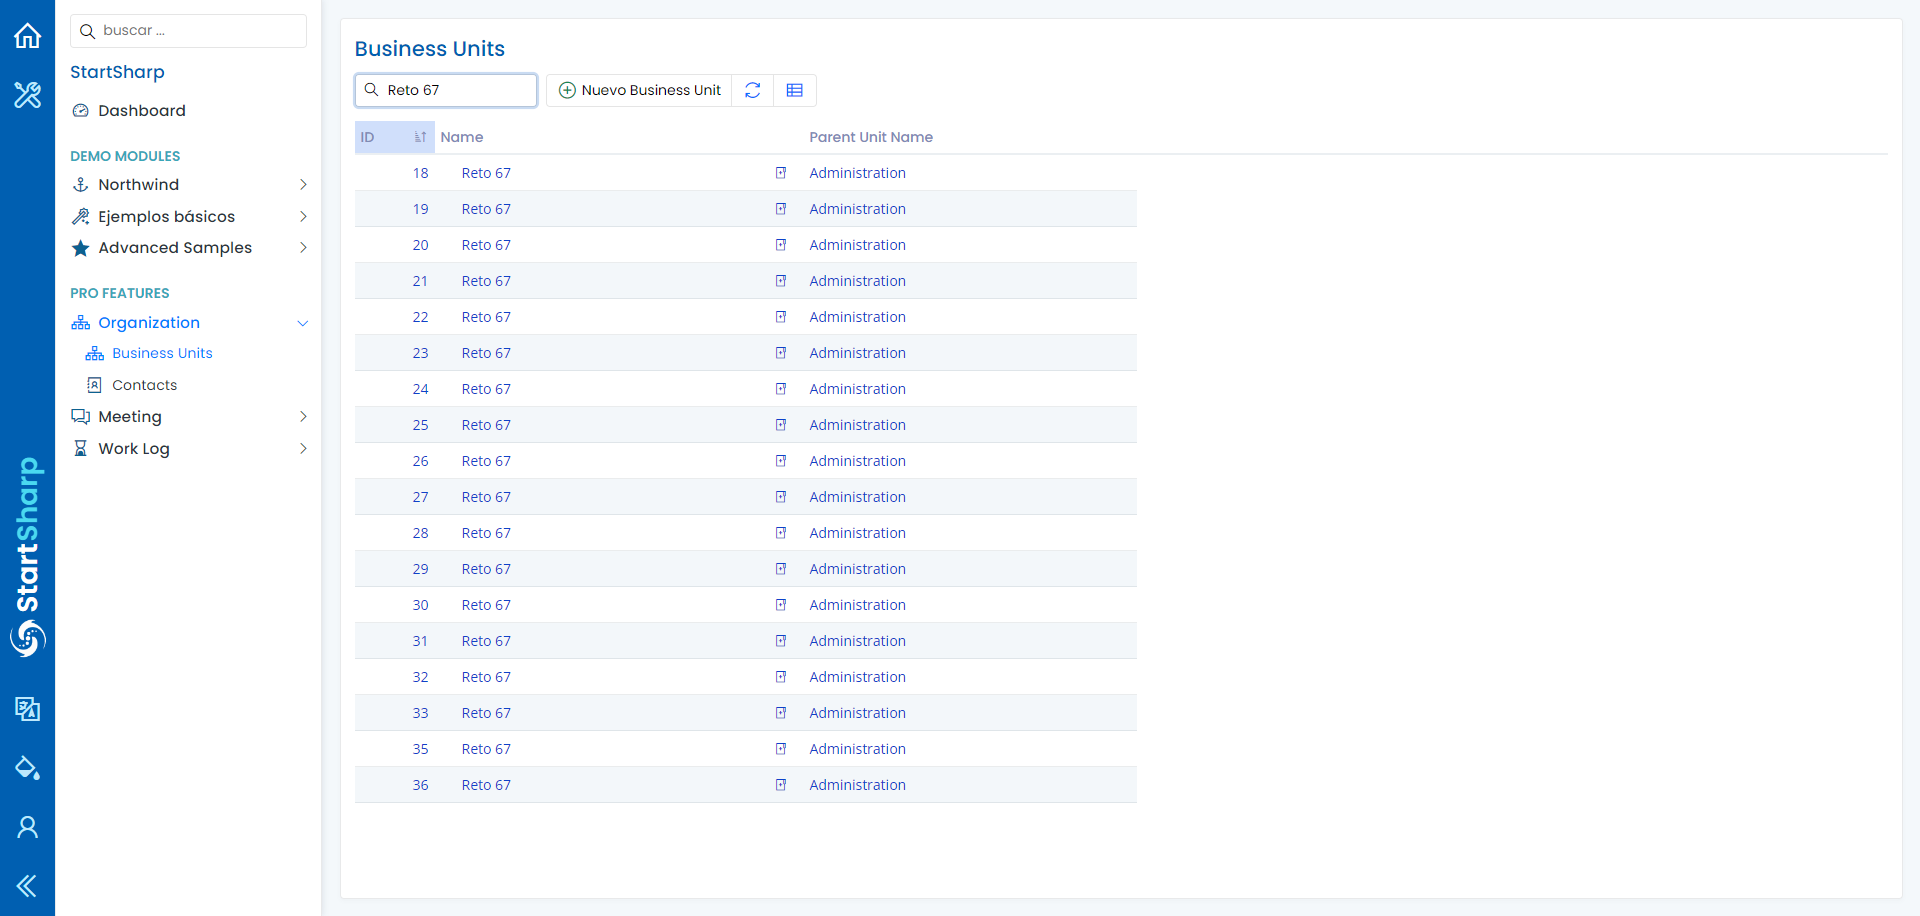 buscar ...
StartSharp
Dashboard
DEMO MODULES
Northwind
Ejemplos básicos
Advanced Samples
PRO FEATURES
Organization
Business Units
Contacts
Meeting
Work Log
StartSharp
Business Units
Reto 67 Nuevo Business Unit
ID Name Parent Unit Name
18 Reto 67 Administration
19 Reto 67 Administration
20 Reto 67 Administration
21 Reto 67 Administration
22 Reto 67 Administration
23 Reto 67 Administration
24 Reto 67 Administration
25 Reto 67 Administration
26 Reto 67 Administration
27 Reto 67 Administration
28 Reto 67 Administration
29 Reto 67 Administration
30 Reto 67 Administration
31 Reto 67 Administration
32 Reto 67 Administration
33 Reto 67 Administration
35 Reto 67 Administration
36 Reto 67 Administration